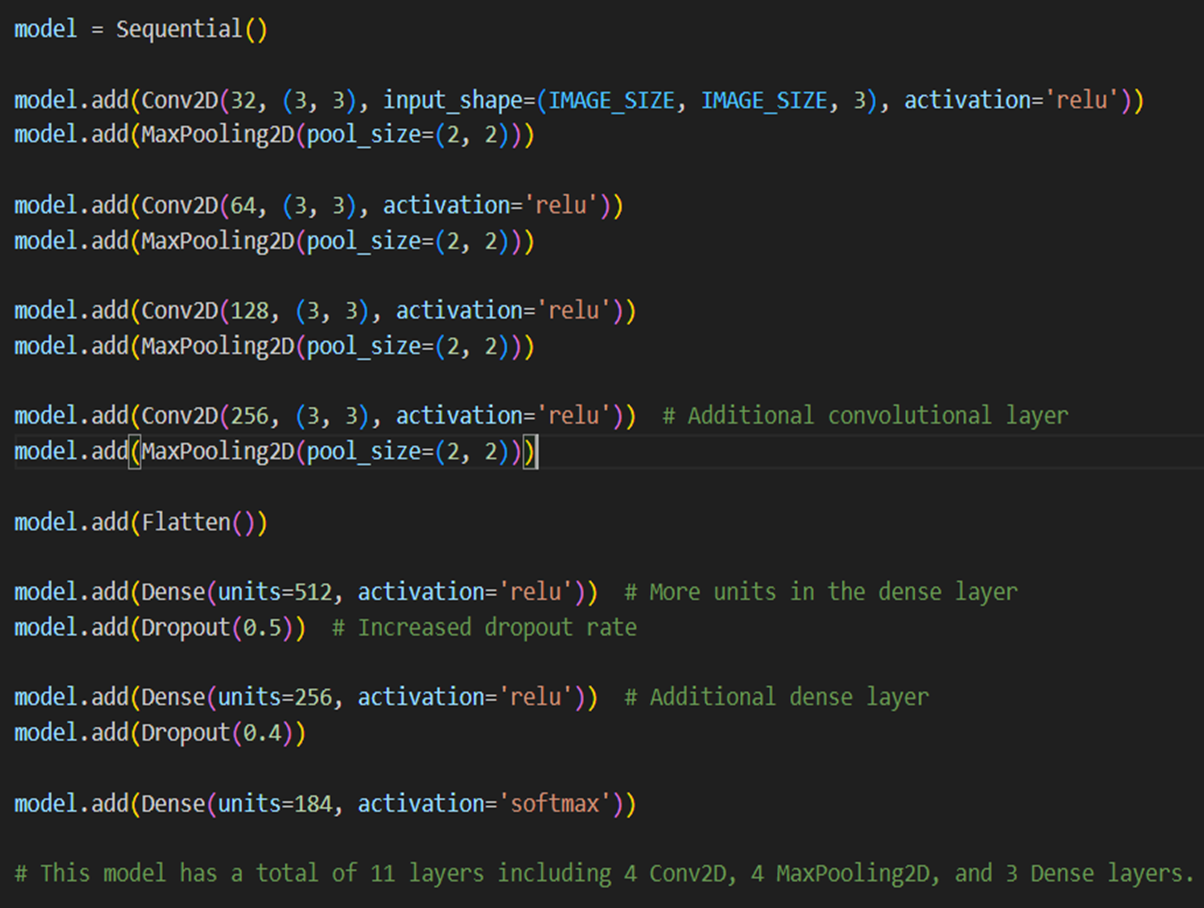 model = Sequential()
model.add(Conv2D(32, (3, 3), input_shape=(IMAGE_SIZE, IMAGE_SIZE, 3), activation='relu'))
model.add(MaxPooling2D(pool_size=(2, 2)))
model.add(Conv2D(64, (3, 3), activation='relu'))
model.add(MaxPooling2D(pool_size=(2, 2)))
model.add(Conv2D(128, (3, 3), activation='relu'))
model.add(MaxPooling2D(pool_size=(2, 2)))
model.add(Conv2D(256, (3, 3), activation='relu'))  # Additional convolutional layer
model.add(MaxPooling2D(pool_size=(2, 2)))
model.add(Flatten())
model.add(Dense(units=512, activation='relu'))  # More units in the dense layer
model.add(Dropout(0.5))  # Increased dropout rate
model.add(Dense(units=256, activation='relu'))  # Additional dense layer
model.add(Dropout(0.4))
model.add(Dense(units=184, activation='softmax'))
# This model has a total of 11 layers including 4 Conv2D, 4 MaxPooling2D, and 3 Dense layers.